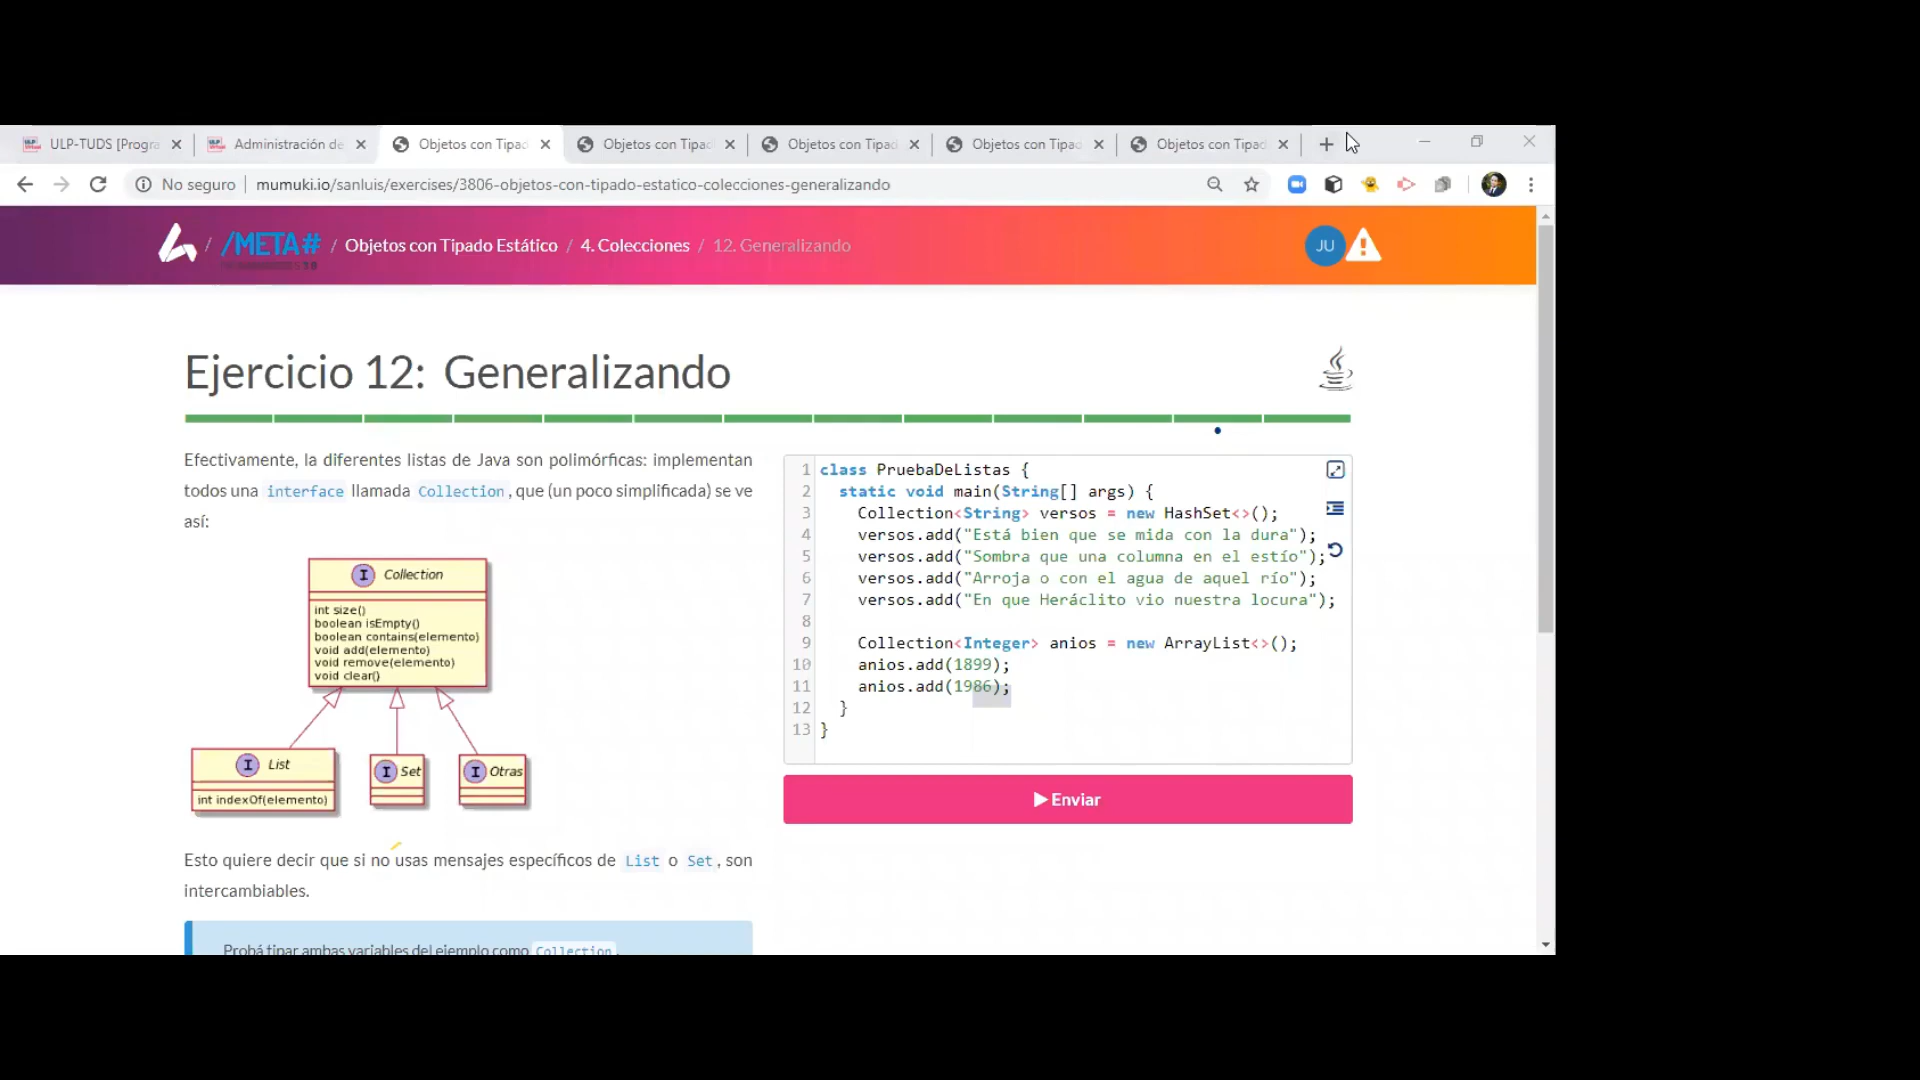 ULP-TUDS [Progra
Administración de
Objetos con Tipad
Objetos con Tipad
Objetos con Tipad
Objetos con Tipad
Objetos con Tipad
No seguro
mumuki.io/sanluis/exercises/3806-objetos-con-tipado-estatico-colecciones-generalizando
/ /META# / Objetos con Tipado Estático / 4. Colecciones / 12. Generalizando
JU
Ejercicio 12: Generalizando
Efectivamente, la diferentes listas de Java son polimórficas: implementan
todos una interface llamada Collection, que (un poco simplificada) se ve
así:
I Collection
int size()
boolean isEmpty()
boolean contains(elemento)
void add(elemento)
void remove(elemento)
void clear()
I List
int indexOf(elemento)
I Set
I Otras
Esto quiere decir que si no usas mensajes específicos de List o Set, son
intercambiables.
Probá tipar ambas variables del ejemplo como Collection.
1 class PruebaDeListas {
2 static void main(String[] args) {
3 Collection<String> versos = new HashSet<>();
4 versos.add("Está bien que se mida con la dura");
5 versos.add("Sombra que una columna en el estío");
6 versos.add("Arroja o con el agua de aquel río");
7 versos.add("En que Heráclito vio nuestra locura");
8
9 Collection<Integer> anios = new ArrayList<>();
10 anios.add(1899);
11 anios.add(1986);
12 }
13 }
Enviar